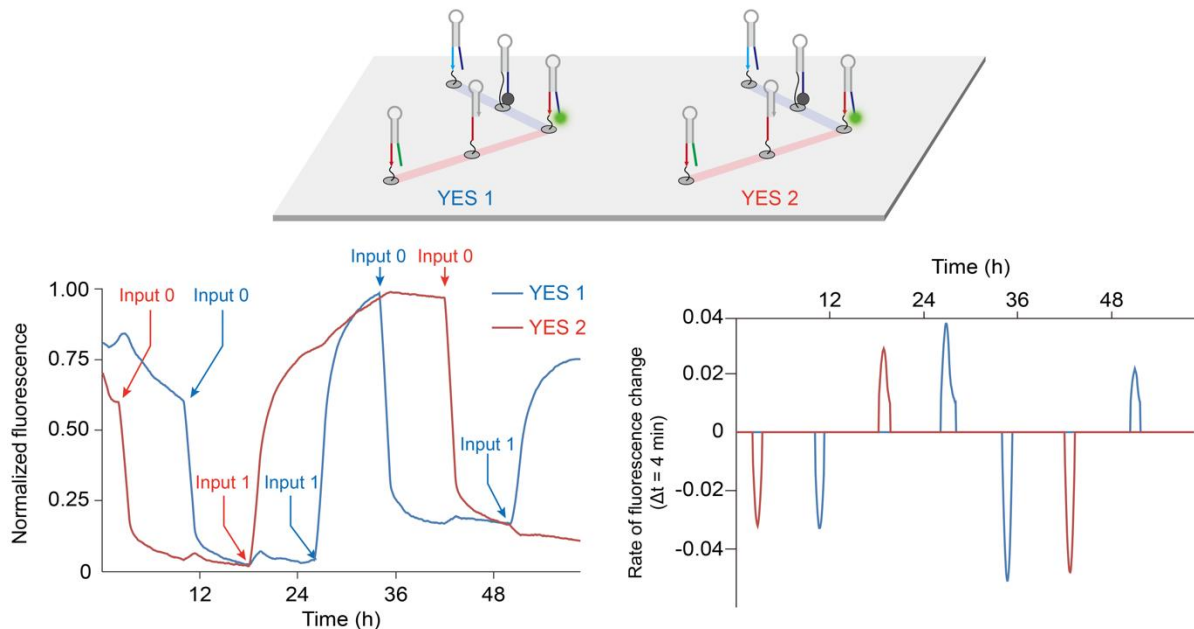 YES 1
YES 2
Input 0
Input 0
Input 0
Input 0
Input 1
Input 1
Input 1
YES 1
YES 2
1.00
0.75
0.50
0.25
0
Normalized fluorescence
12
24
36
48
Time (h)
Time (h)
12
24
36
48
0.04
0.02
0
-0.02
-0.04
Rate of fluorescence change
(Δt = 4 min)